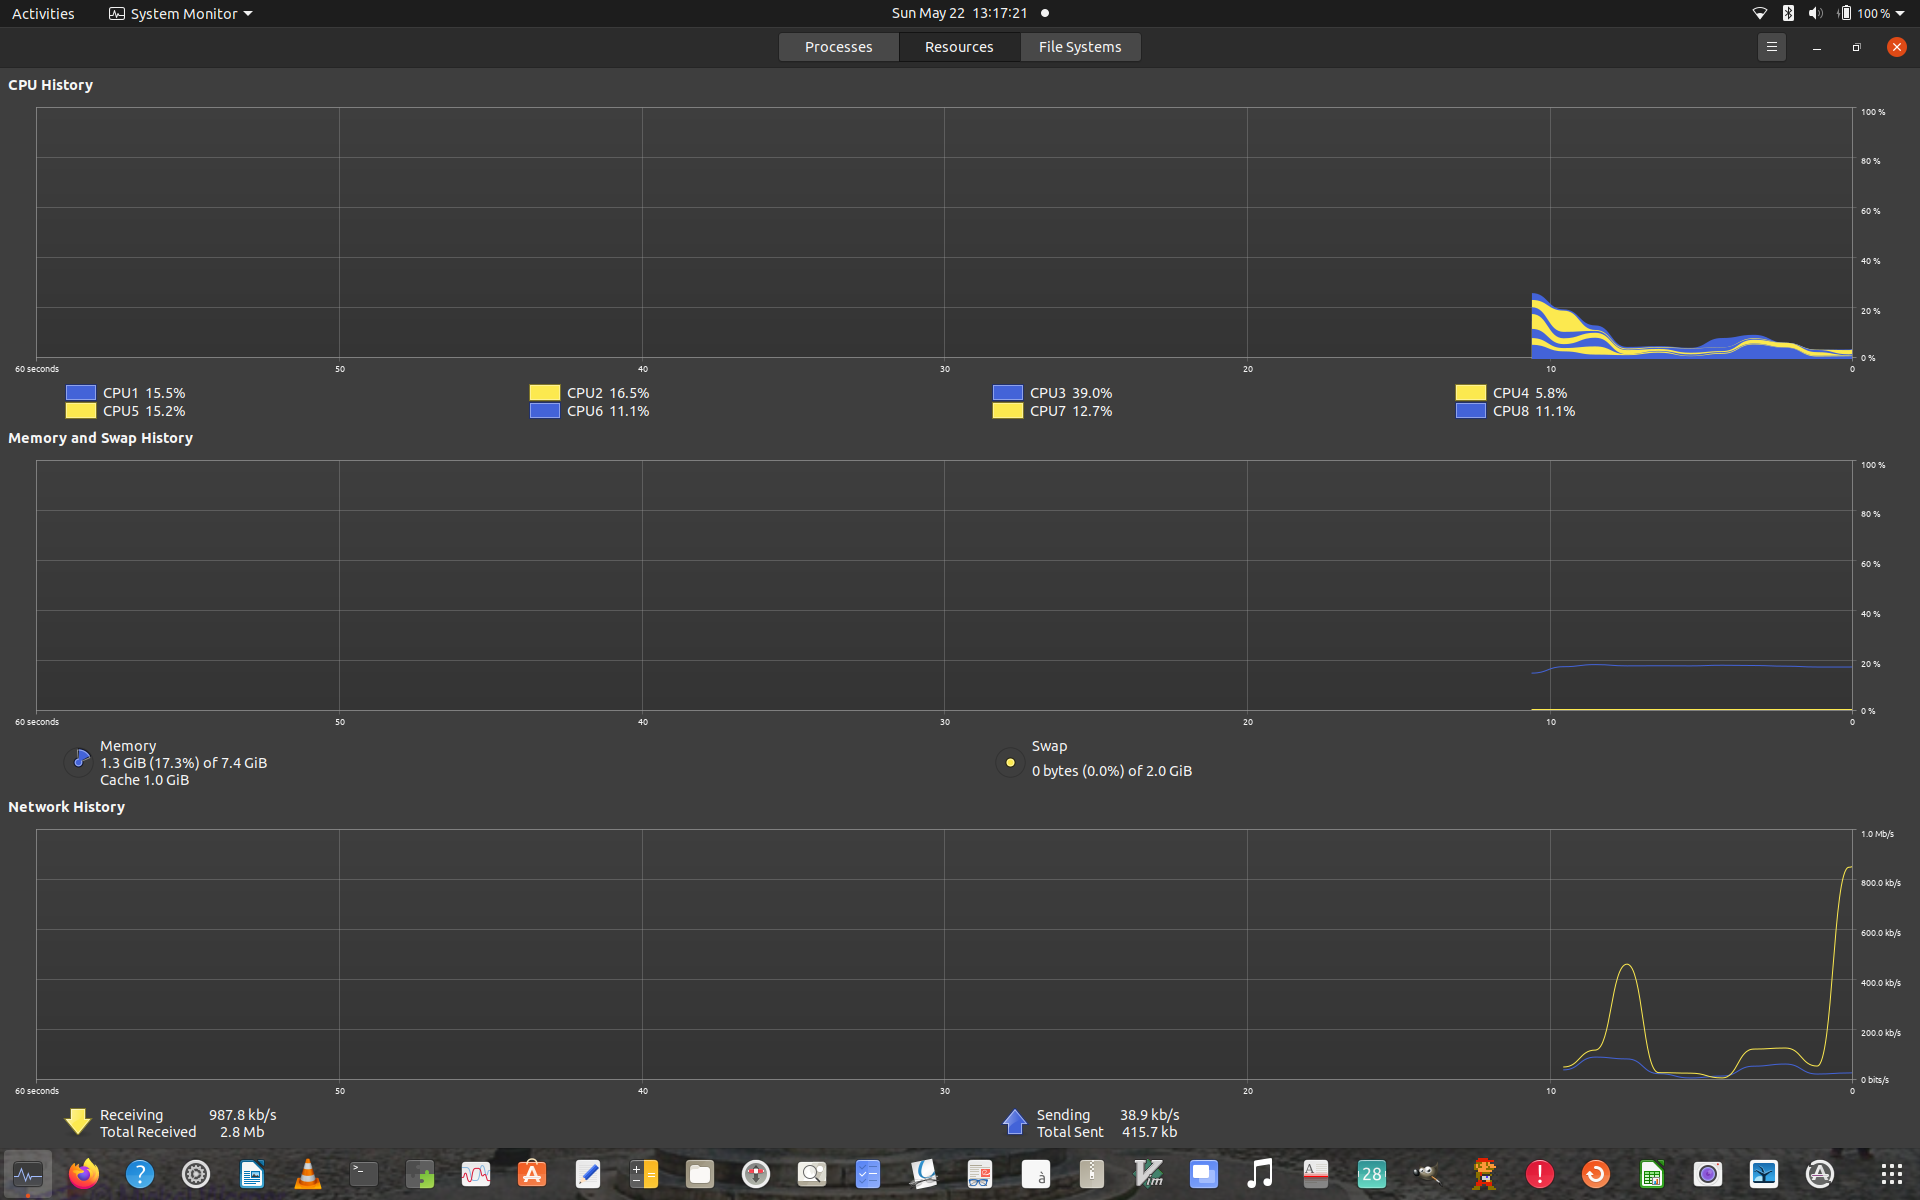 Activities System Monitor Sun May 22 13:17:21 100 %
Processes Resources File Systems
CPU History
100 %
80 %
60 %
40 %
20 %
0 %
60 seconds 50 40 30 20 10 0
CPU1 15.5% CPU2 16.5% CPU3 39.0% CPU4 5.8%
CPU5 15.2% CPU6 11.1% CPU7 12.7% CPU8 11.1%
Memory and Swap History
100 %
80 %
60 %
40 %
20 %
0 %
60 seconds 50 40 30 20 10 0
Memory
1.3 GiB (17.3%) of 7.4 GiB
Cache 1.0 GiB
Swap
0 bytes (0.0%) of 2.0 GiB
Network History
1.0 Mb/s
800.0 kb/s
600.0 kb/s
400.0 kb/s
200.0 kb/s
0 bits/s
60 seconds 50 40 30 20 10 0
Receiving 987.8 kb/s
Total Received 2.8 Mb
Sending 38.9 kb/s
Total Sent 415.7 kb
? >_ à Vim A 28